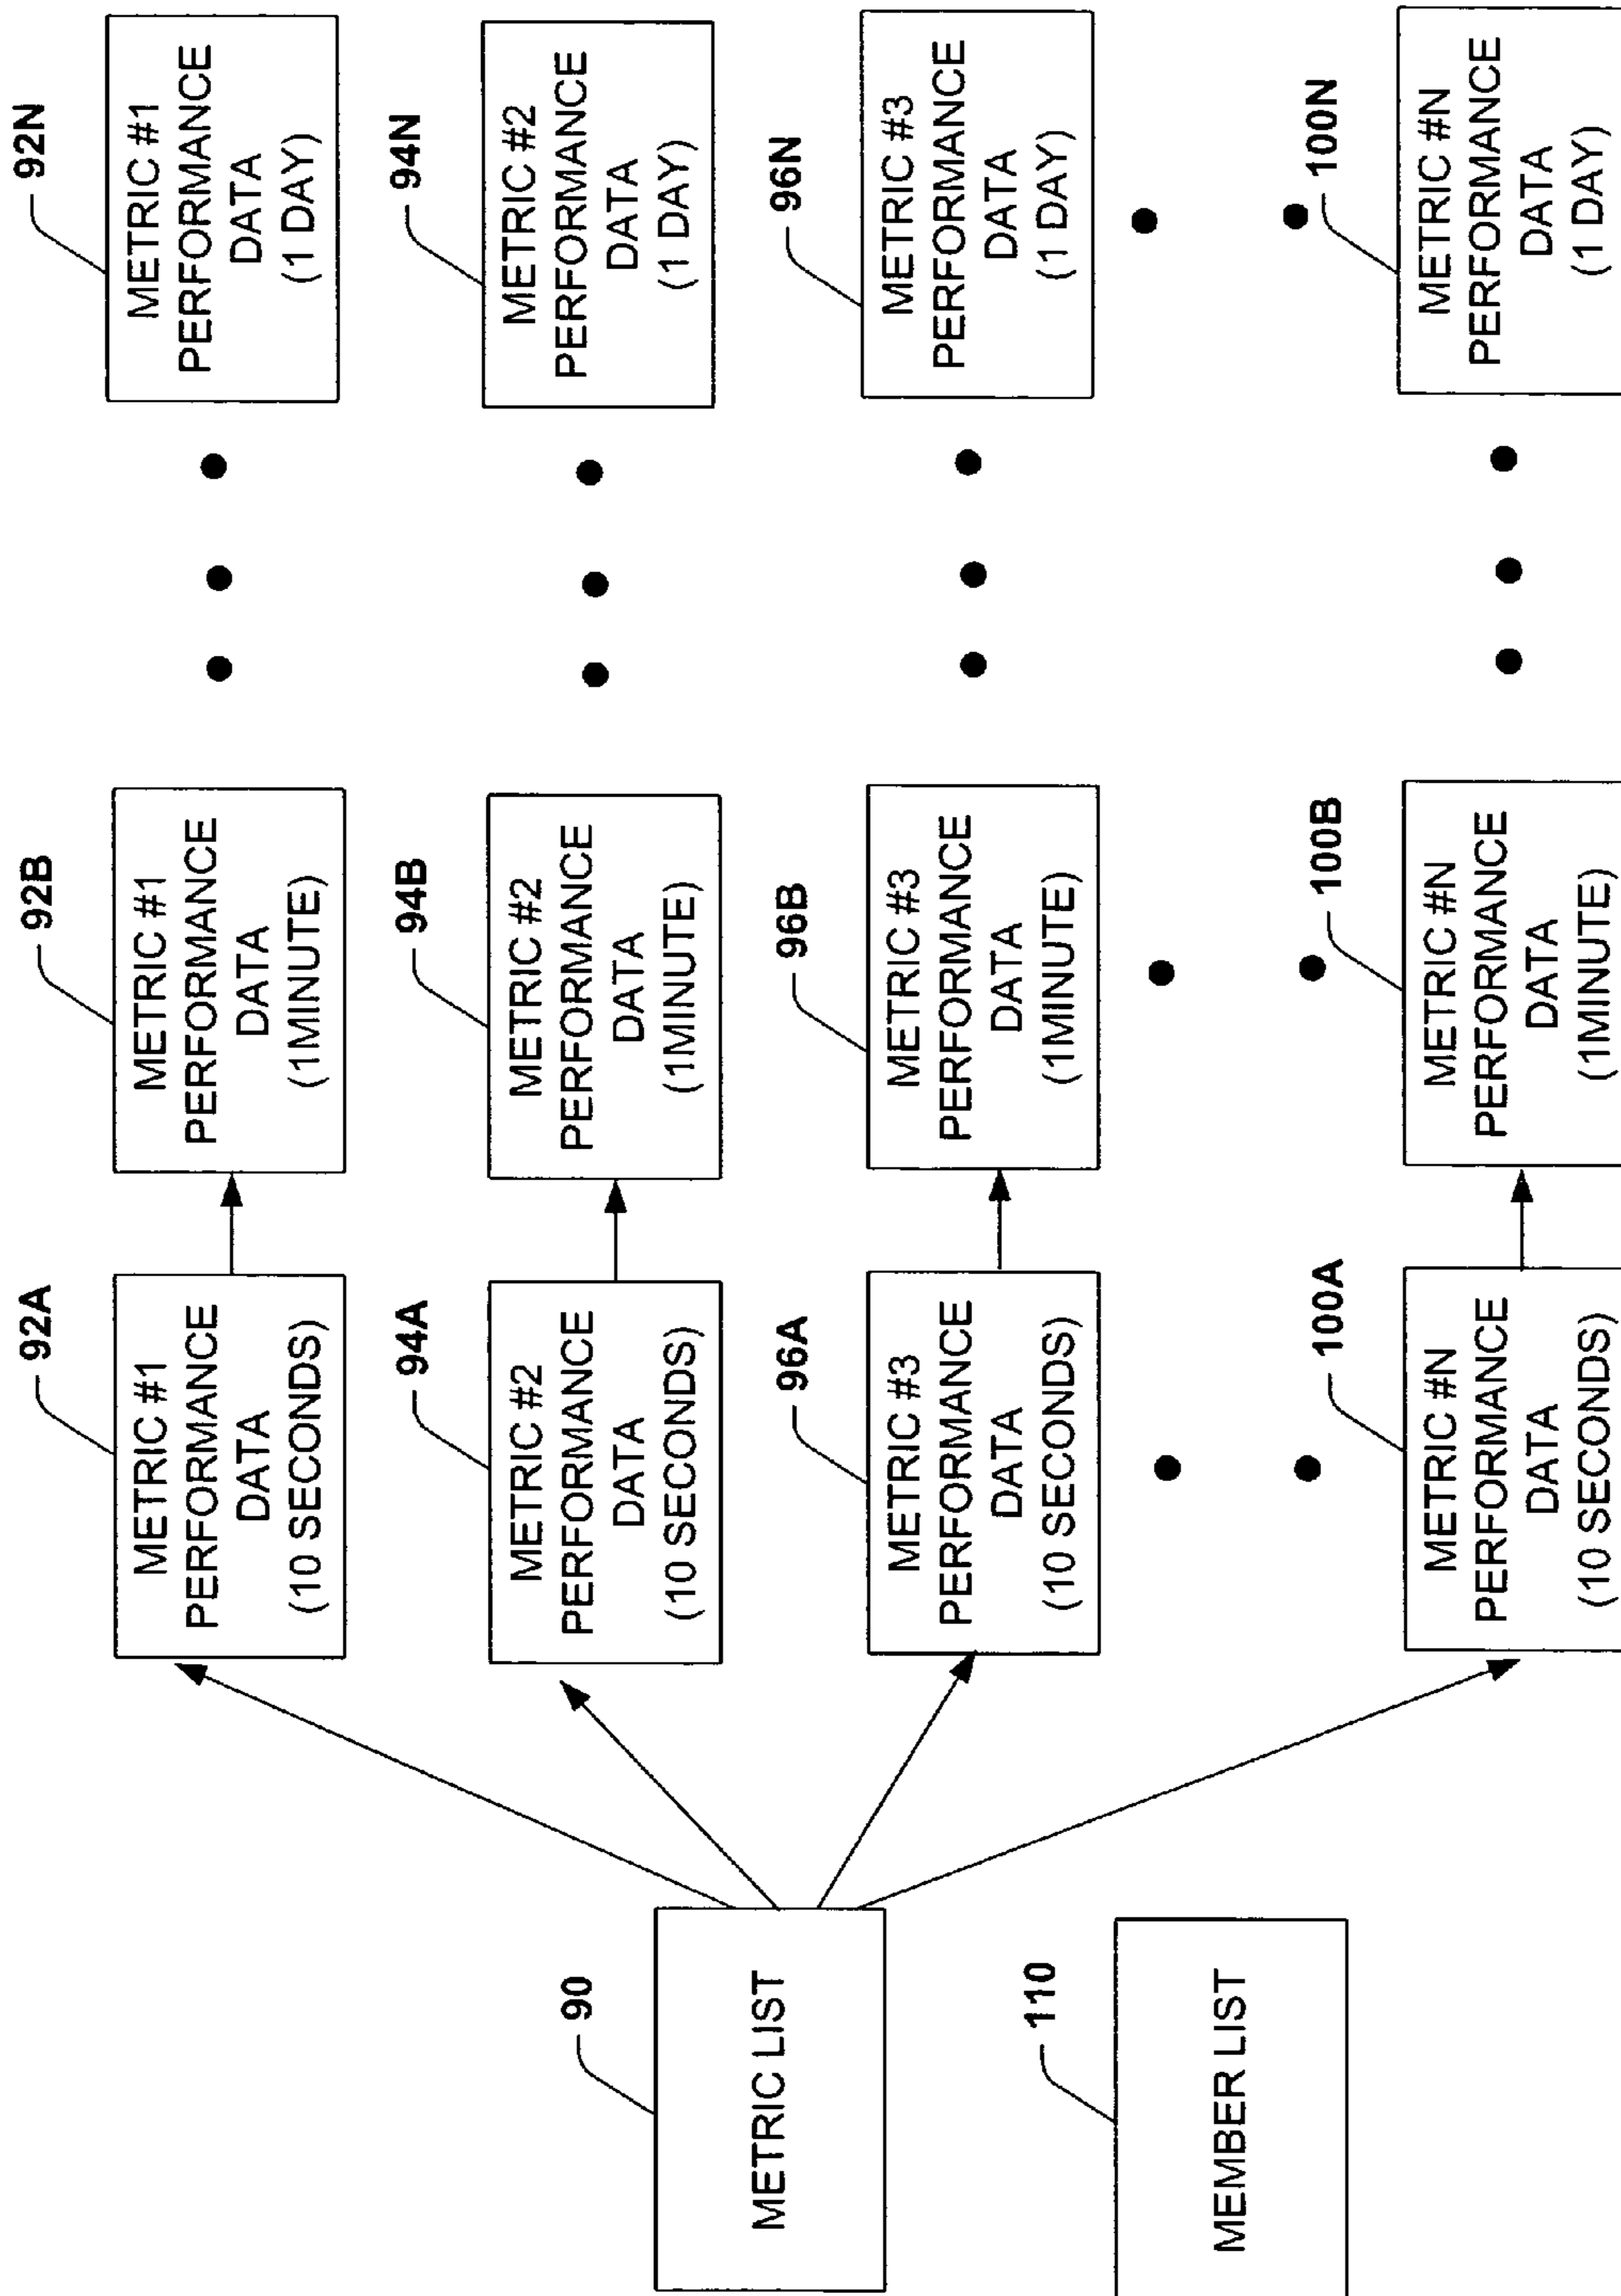 92A
METRIC #1
PERFORMANCE
DATA
(10 SECONDS)
92B
METRIC #1
PERFORMANCE
DATA
(1MINUTE)
92N
METRIC #1
PERFORMANCE
DATA
(1 DAY)
94A
METRIC #2
PERFORMANCE
DATA
(10 SECONDS)
94B
METRIC #2
PERFORMANCE
DATA
(1MINUTE)
94N
METRIC #2
PERFORMANCE
DATA
(1 DAY)
90
METRIC LIST
96A
METRIC #3
PERFORMANCE
DATA
(10 SECONDS)
96B
METRIC #3
PERFORMANCE
DATA
(1MINUTE)
96N
METRIC #3
PERFORMANCE
DATA
(1 DAY)
110
MEMBER LIST
100A
METRIC #N
PERFORMANCE
DATA
(10 SECONDS)
100B
METRIC #N
PERFORMANCE
DATA
(1MINUTE)
100N
METRIC #N
PERFORMANCE
DATA
(1 DAY)